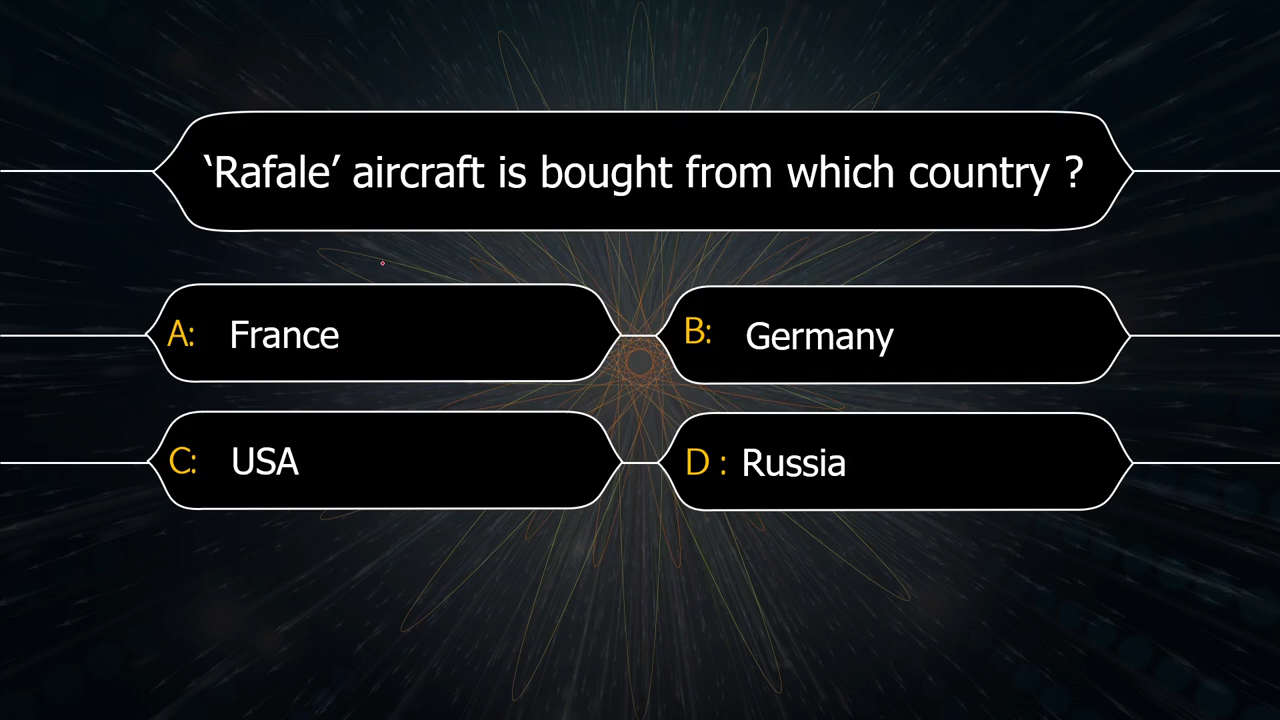 ‘Rafale’ aircraft is bought from which country ?
A: France
B: Germany
C: USA
D : Russia